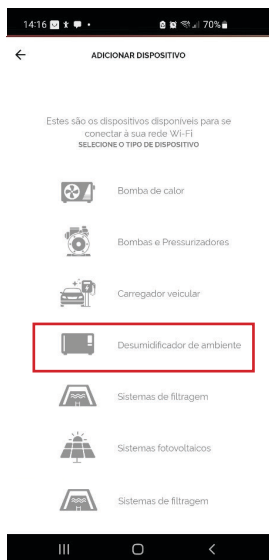 14:16 70%
ADICIONAR DISPOSITIVO
Estes são os dispositivos disponíveis para se
conectar à sua rede Wi-Fi
SELECIONE O TIPO DE DISPOSITIVO
Bomba de calor
Bombas e Pressurizadores
Carregador veicular
Desumidificador de ambiente
Sistemas de filtragem
Sistemas fotovoltaicos
Sistemas de filtragem